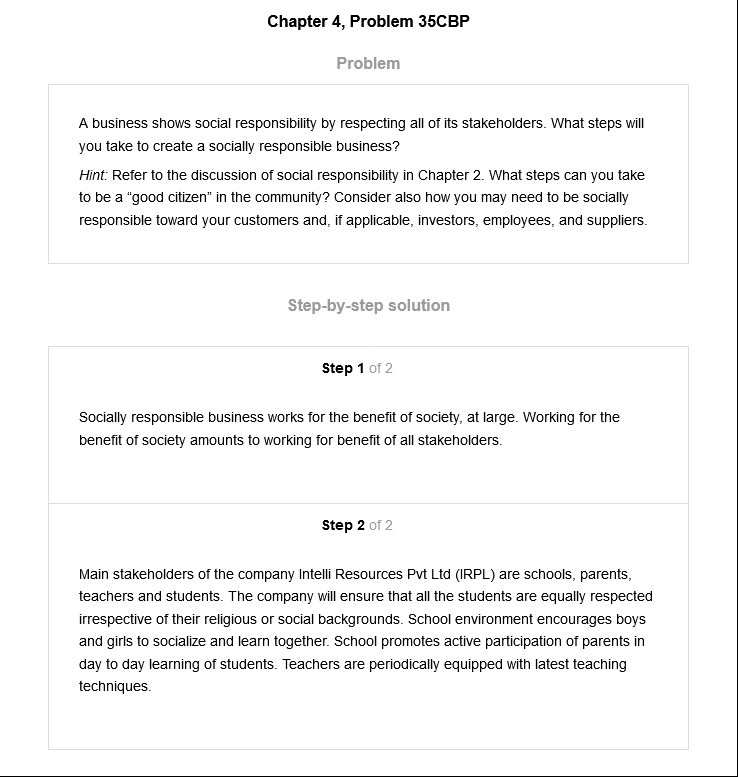 Chapter 4, Problem 35CBP
Problem
A business shows social responsibility by respecting all of its stakeholders. What steps will
you take to create a socially responsible business?
Hint: Refer to the discussion of social responsibility in Chapter 2. What steps can you take
to be a “good citizen” in the community? Consider also how you may need to be socially
responsible toward your customers and, if applicable, investors, employees, and suppliers.
Step-by-step solution
Step 1 of 2
Socially responsible business works for the benefit of society, at large. Working for the
benefit of society amounts to working for benefit of all stakeholders.
Step 2 of 2
Main stakeholders of the company Intelli Resources Pvt Ltd (IRPL) are schools, parents,
teachers and students. The company will ensure that all the students are equally respected
irrespective of their religious or social backgrounds. School environment encourages boys
and girls to socialize and learn together. School promotes active participation of parents in
day to day learning of students. Teachers are periodically equipped with latest teaching
techniques.